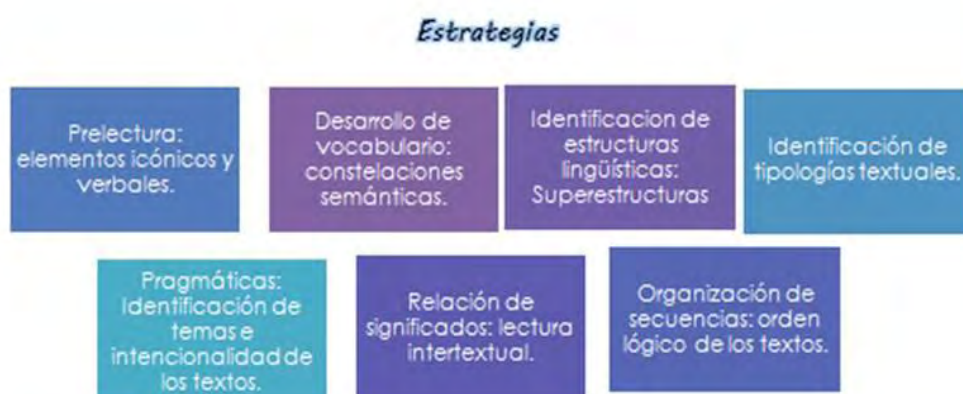 Estrategias
Prelectura:
elementos icónicos y
verbales.
Desarrollo de
vocabulario:
constelaciones
semánticas.
Identificacion de
estructuras
lingüísticas:
Superestructuras
Identificación de
tipologías textuales.
Pragmáticas:
Identificación de
temas e
intencionalidad de
los textos.
Relación de
significados: lectura
intertextual.
Organización de
secuencias: orden
lógico de los textos.